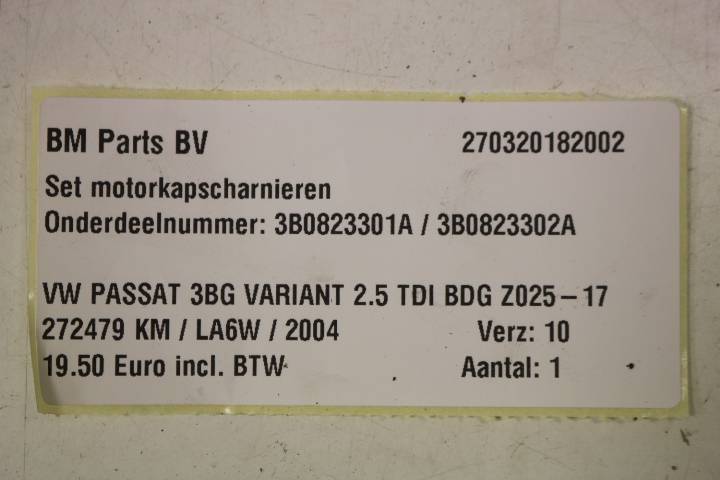 BM Parts BV 270320182002
Set motorkapscharnieren
Onderdeelnummer: 3B0823301A / 3B0823302A
VW PASSAT 3BG VARIANT 2.5 TDI BDG Z025-17
272479 KM / LA6W / 2004 Verz: 10
19.50 Euro incl. BTW Aantal: 1